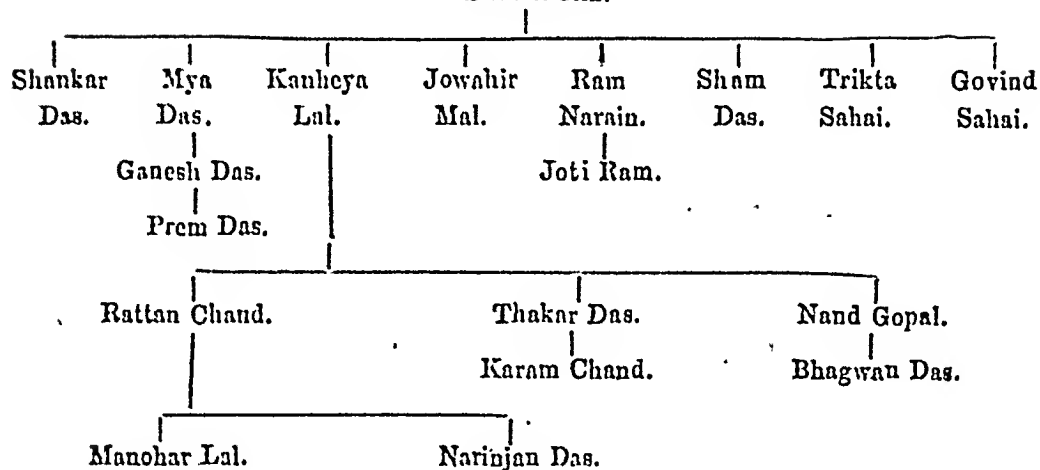 Shankar Mya Kanheya Jowahir Ram Sham Trikta Govind
Das. Das. Lal. Mal. Narain. Das. Sahai. Sahai.
Ganesh Das. Joti Ram.
Prem Das.
Rattan Chand. Thakar Das. Nand Gopal.
Karam Chand. Bhagwan Das.
Manohar Lal. Narinjan Das.